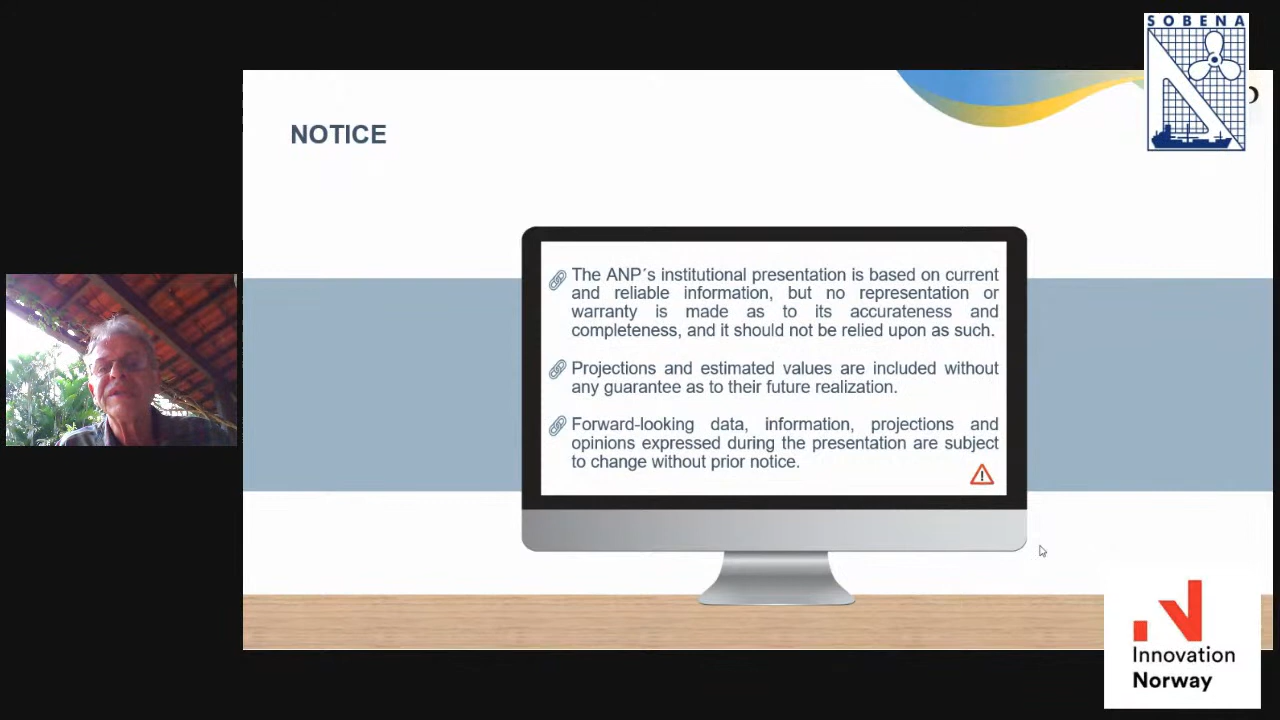 SOBENA
NOTICE
The ANP´s institutional presentation is based on current
and reliable information, but no representation or
warranty is made as to its accurateness and
completeness, and it should not be relied upon as such.
Projections and estimated values are included without
any guarantee as to their future realization.
Forward-looking data, information, projections and
opinions expressed during the presentation are subject
to change without prior notice.
Innovation
Norway